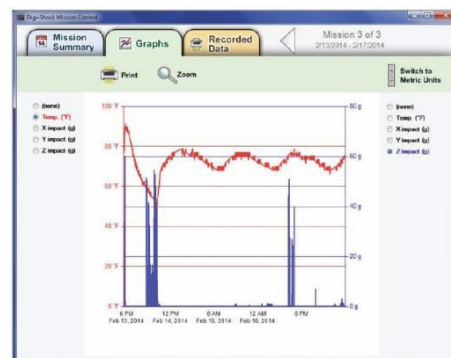 Digi-Shock Mission Control
14
Mission
Summary
Graphs
Recorded
Data
Mission 3 of 3
2/13/2014 - 2/17/2014
Print
Zoom
Switch to
Metric Units
(none)
Temp. (°F)
X impact (g)
Y impact (g)
Z impact (g)
100 °F
80 °F
60 °F
40 °F
20 °F
0 °F
80 g
60 g
40 g
20 g
0 g
(none)
Temp. (°F)
X impact (g)
Y impact (g)
Z impact (g)
6 PM
12 PM
6 AM
12 AM
6 PM
Feb 13, 2014
Feb 14, 2014
Feb 15, 2014
Feb 16, 2014